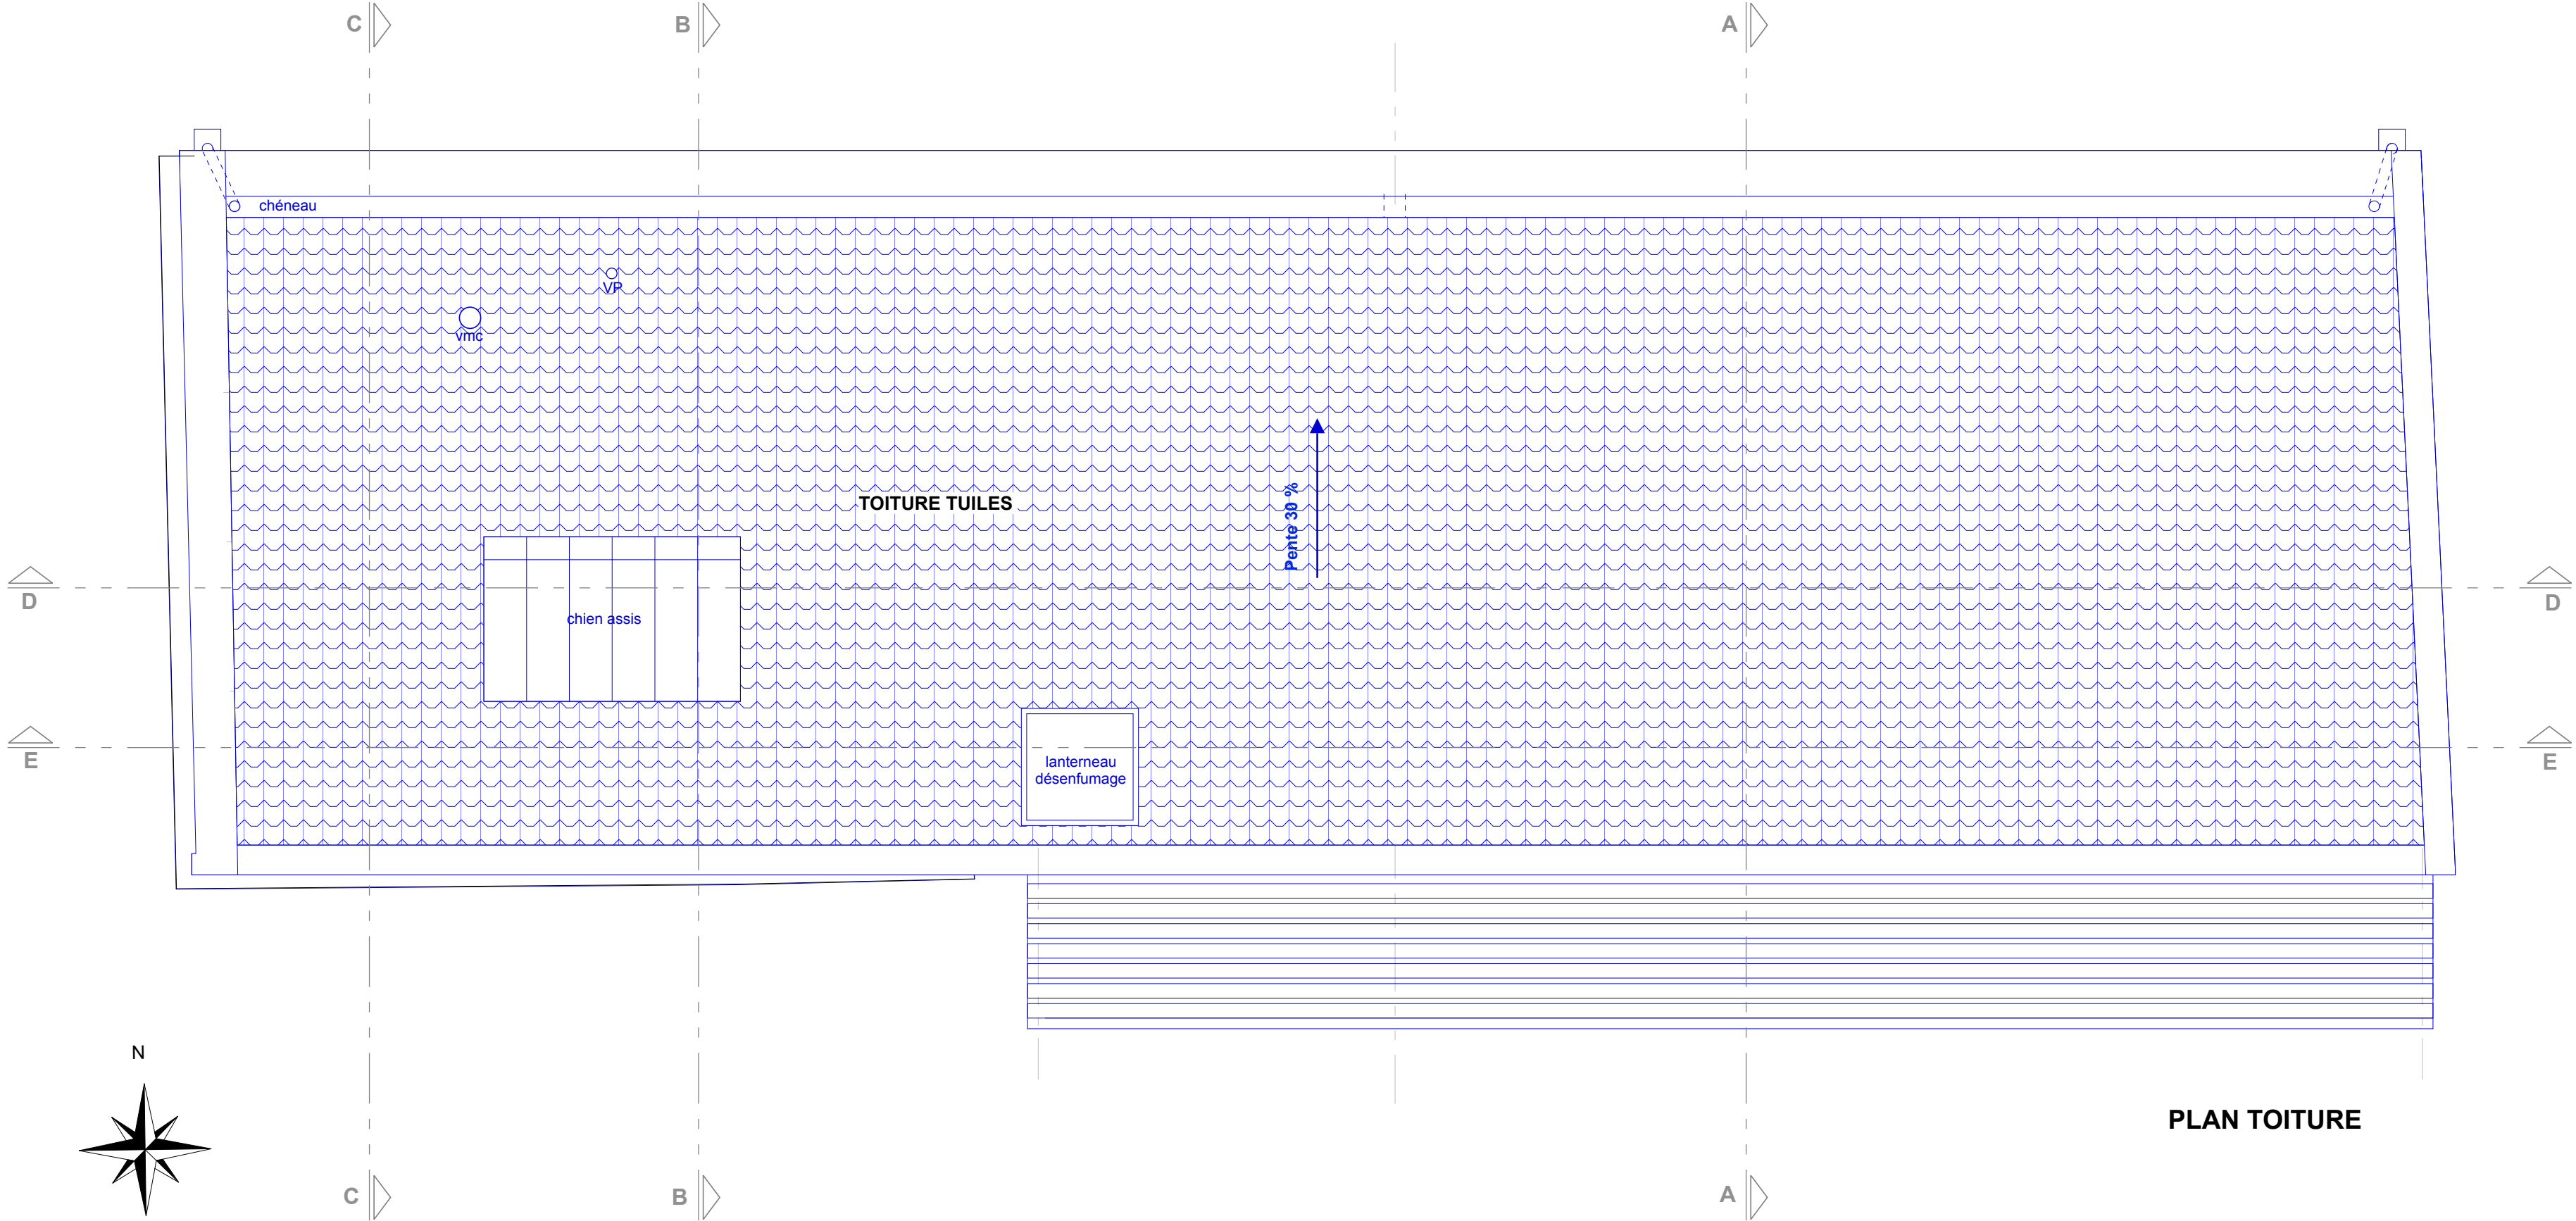 C
B
A
chéneau
VP
vmc
TOITURE TUILES
Pente 30 %
D
chien assis
D
E
lanterneau
désenfumage
E
N
PLAN TOITURE
C
B
A